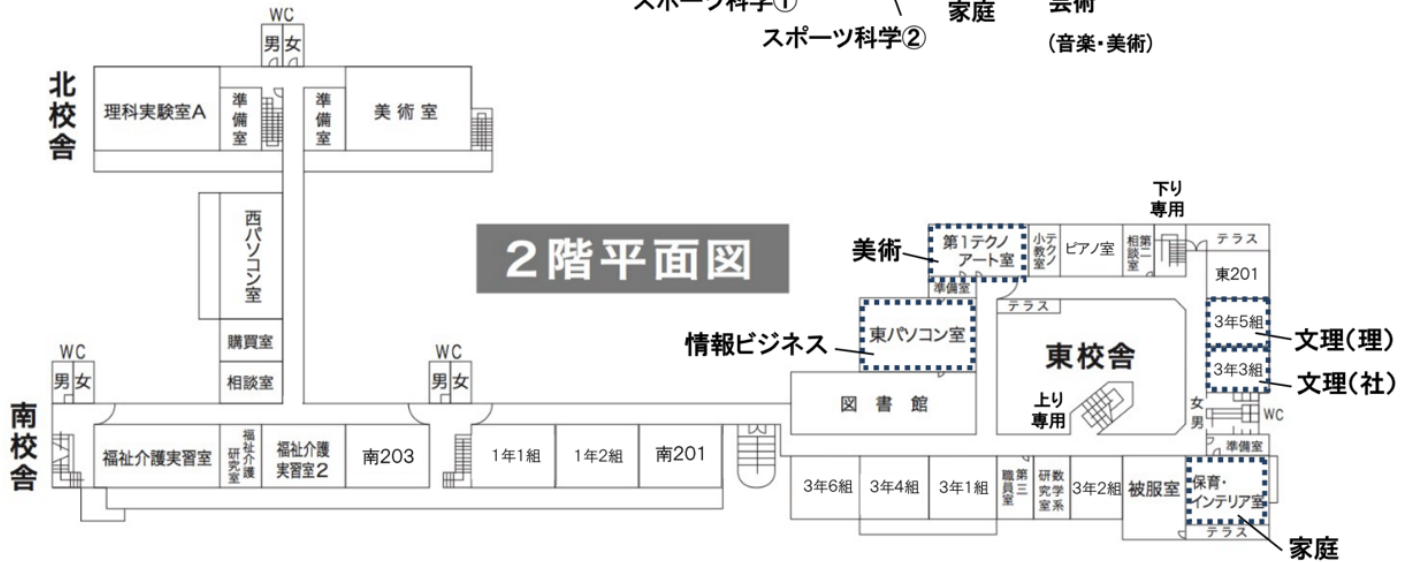 スポーツ科学①
家庭
芸術
スポーツ科学②
(音楽・美術)
WC
男 女
北校舎
理科実験室A
準備室
準備室
美術室
西パソコン室
購買室
相談室
2階平面図
下り
専用
美術
第1テクノ
アート室
テクノ
小教室
ピアノ室
第二
相談室
テラス
東201
準備室
テラス
情報ビジネス
東パソコン室
東校舎
3年5組
文理(理)
3年3組
文理(社)
図書館
上り
専用
女
男
WC
準備室
WC
男 女
WC
男 女
南校舎
福祉介護実習室
福祉介護
研究室
福祉介護
実習室2
南203
1年1組
1年2組
南201
3年6組
3年4組
3年1組
第三
職員室
数学系
研究室
3年2組
被服室
保育・
インテリア室
テラス
家庭